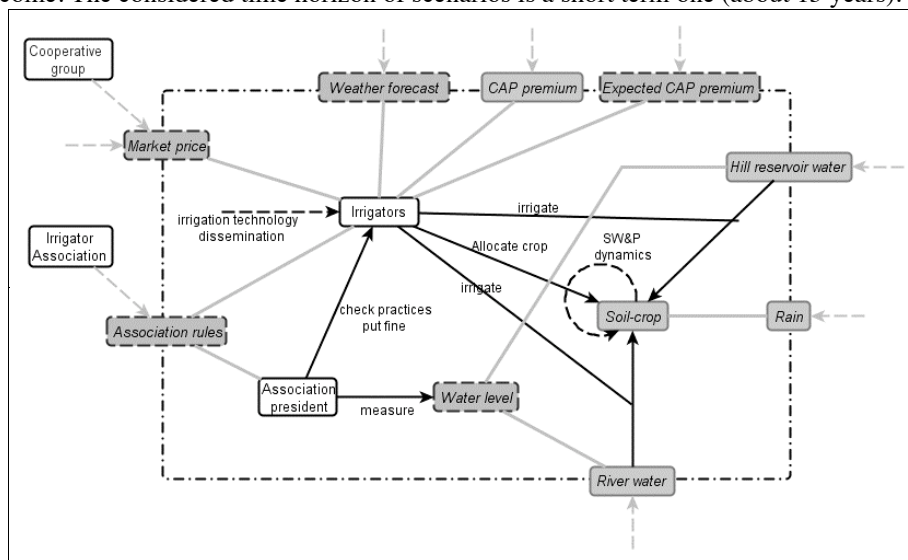 come. The considered time horizon of scenarios is a short term one (about 15 years).
Cooperative
group
Weather forecast
CAP premium
Expected CAP premium
Market price
Hill reservoir water
irrigation technology
dissemination
Irrigators
irrigate
Irrigator
Association
Allocate crop
SW&P
dynamics
irrigate
check practices
put fine
Soil-crop
Rain
Association rules
Association
president
measure
Water level
River water